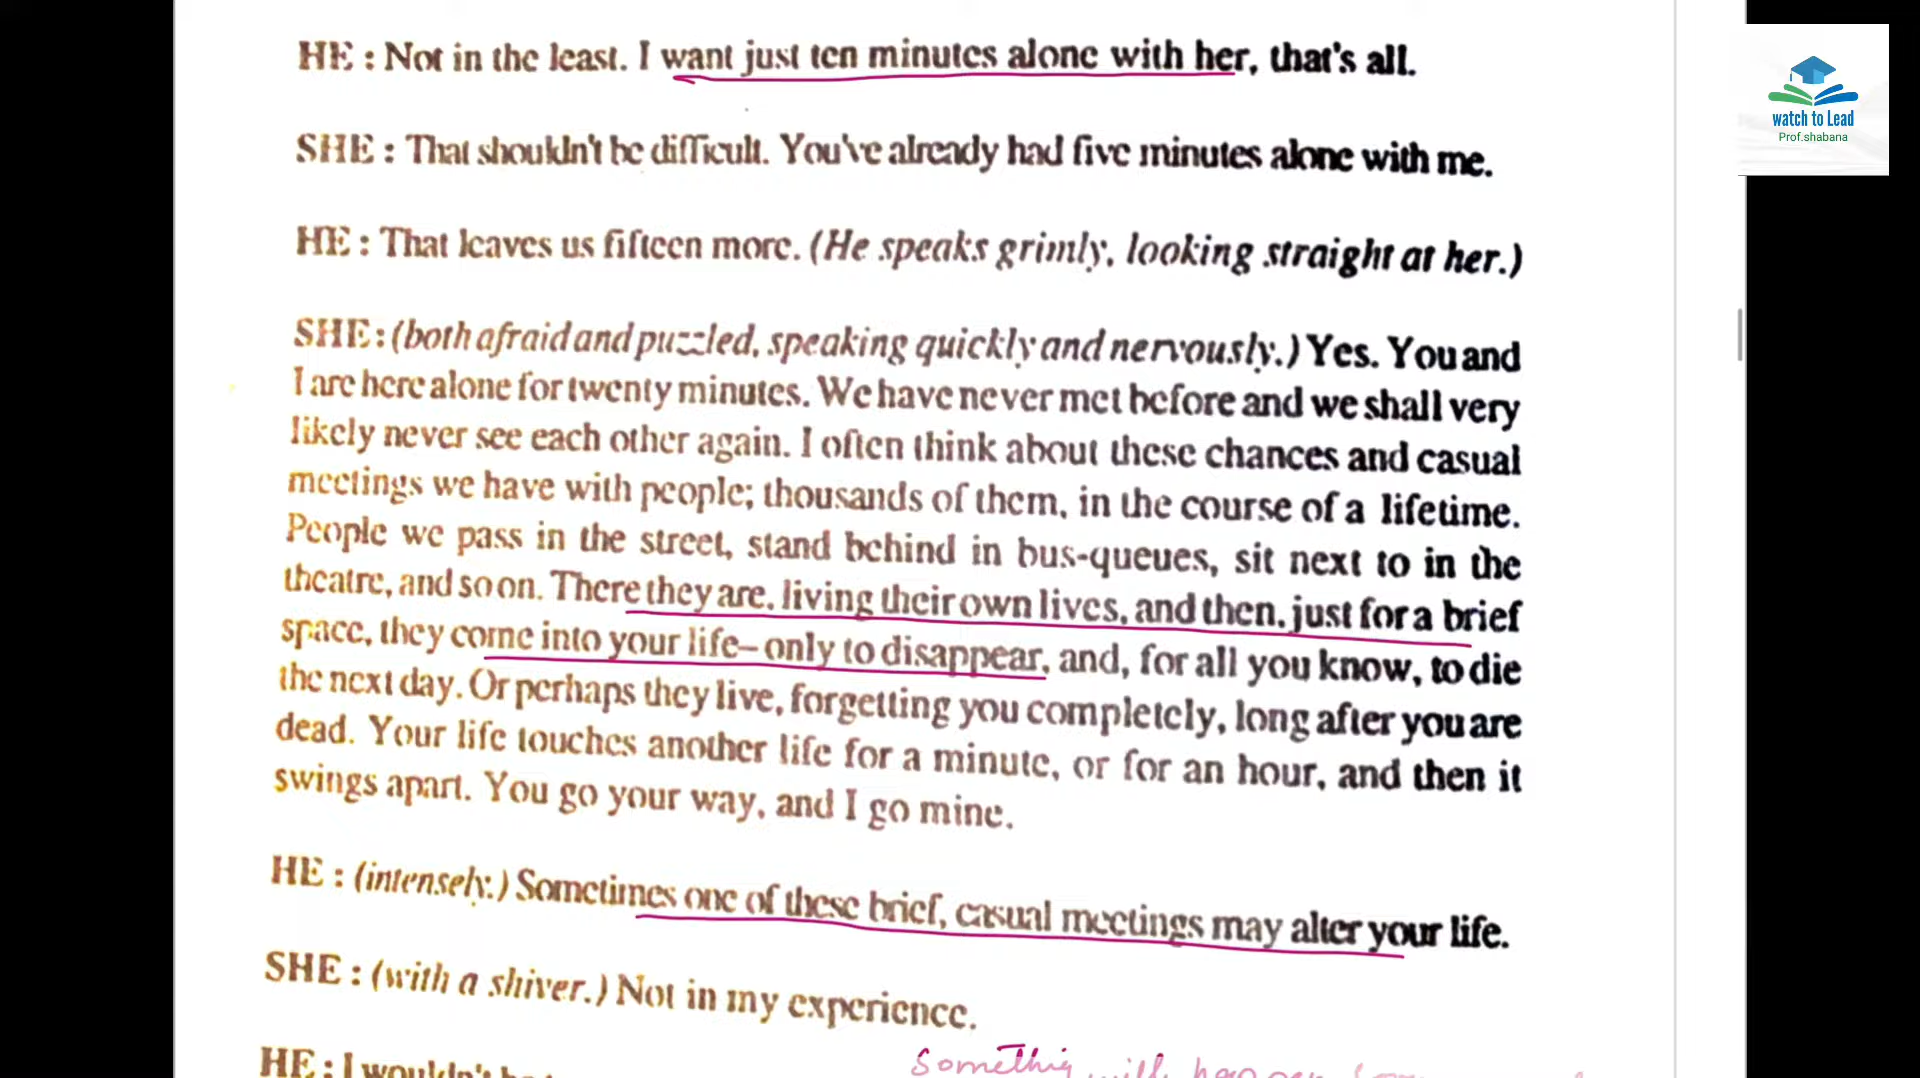 HE : Not in the least. I want just ten minutes alone with her, that's all.
watch to Lead
Prof.shabana
SHE : That shouldn't be difficult. You've already had five minutes alone with me.
HE : That leaves us fifteen more. (He speaks grimly, looking straight at her.)
SHE : (both afraid and puzzled, speaking quickly and nervously.) Yes. You and
I are here alone for twenty minutes. We have never met before and we shall very
likely never see each other again. I often think about these chances and casual
meetings we have with people; thousands of them, in the course of a lifetime.
People we pass in the street, stand behind in bus-queues, sit next to in the
theatre, and so on. There they are, living their own lives, and then, just for a brief
space, they come into your life–only to disappear, and, for all you know, to die
the next day. Or perhaps they live, forgetting you completely, long after you are
dead. Your life touches another life for a minute, or for an hour, and then it
swings apart. You go your way, and I go mine.
HE : (intensely.) Sometimes one of these brief, casual meetings may alter your life.
SHE : (with a shiver.) Not in my experience.
HE : I wouldn't
Something will happen